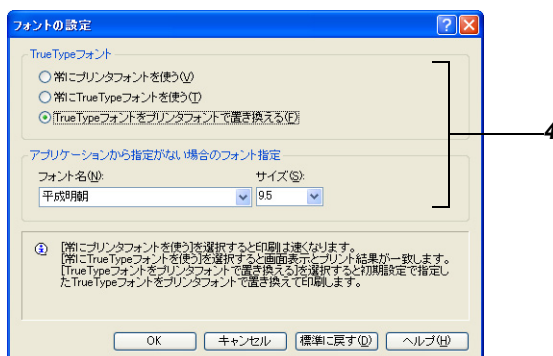 フォントの設定
TrueTypeフォント
常にプリンタフォントを使う(V)
常にTrueTypeフォントを使う(T)
TrueTypeフォントをプリンタフォントで置き換える(F)
4
アプリケーションから指定がない場合のフォント指定
フォント名(N): サイズ(S):
平成明朝 9.5
[常にプリンタフォントを使う]を選択すると印刷は速くなります。
[常にTrueTypeフォントを使う]を選択すると画面表示とプリント結果が一致します。
[TrueTypeフォントをプリンタフォントで置き換える]を選択すると初期設定で指定し
たTrueTypeフォントをプリンタフォントで置き換えて印刷します。
OK キャンセル 標準に戻す(D) ヘルプ(H)